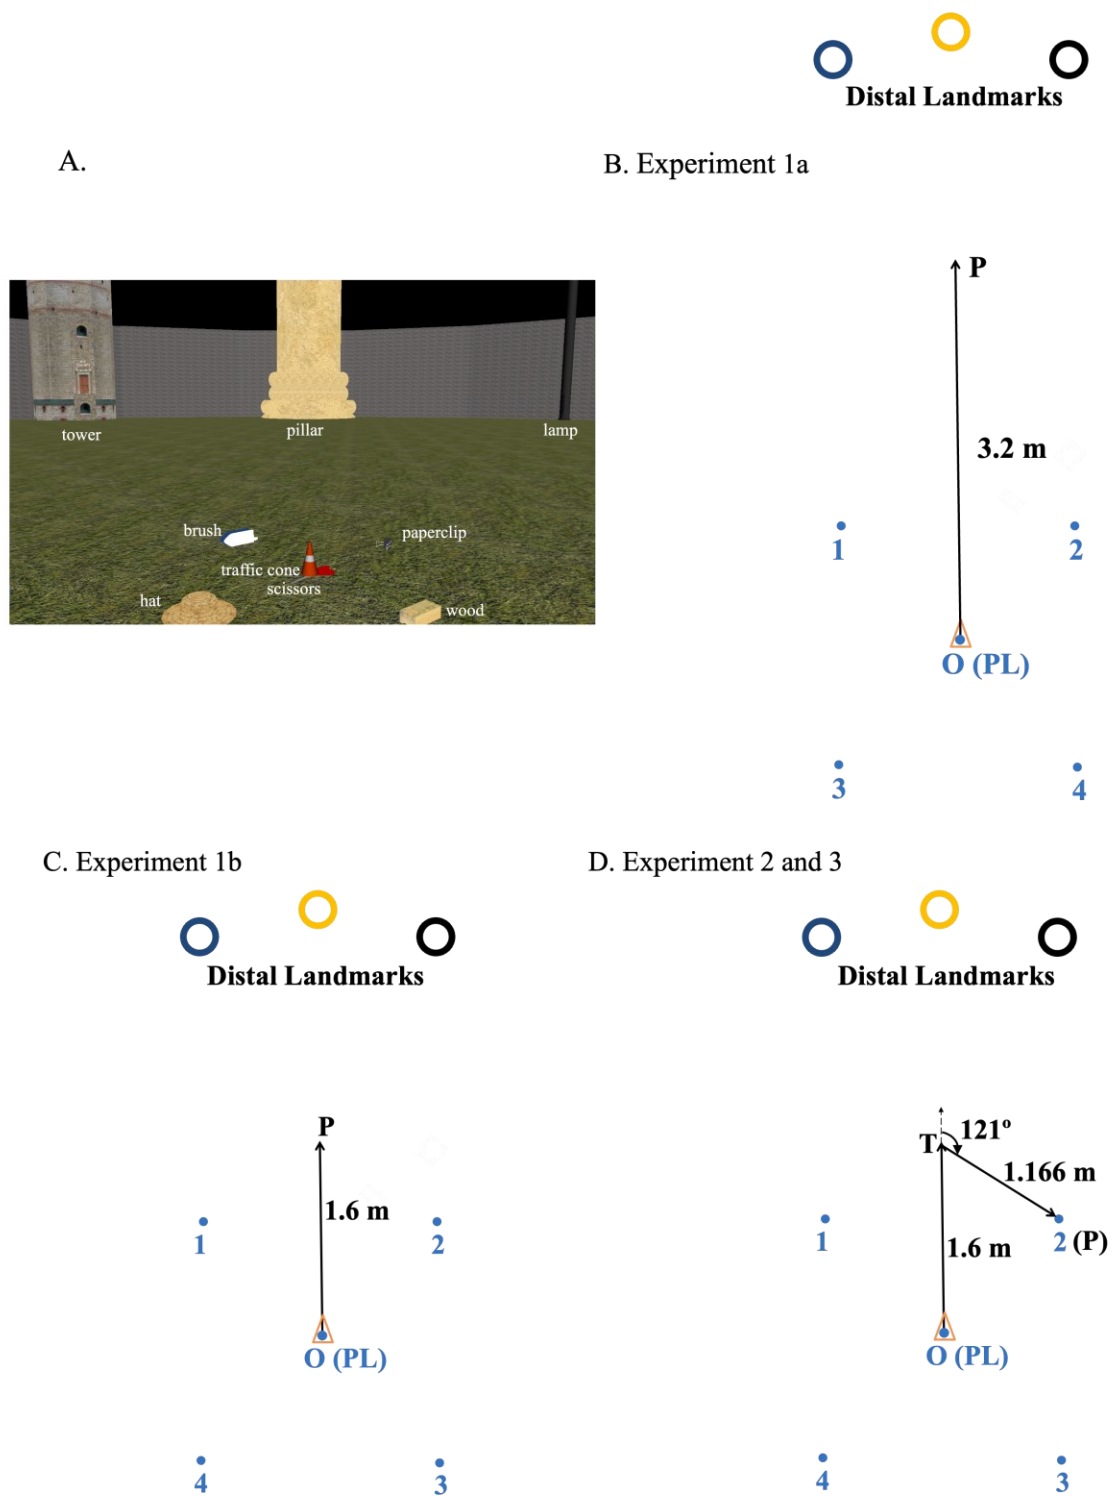 Distal Landmarks
A.
B. Experiment 1a
P
tower
pillar
lamp
3.2 m
brush
paperclip
traffic cone
scissors
hat
wood
1
2
O (PL)
3
4
C. Experiment 1b
Distal Landmarks
P
1.6 m
1
2
O (PL)
4
3
D. Experiment 2 and 3
Distal Landmarks
T
121º
1.166 m
1
2 (P)
1.6 m
O (PL)
4
3